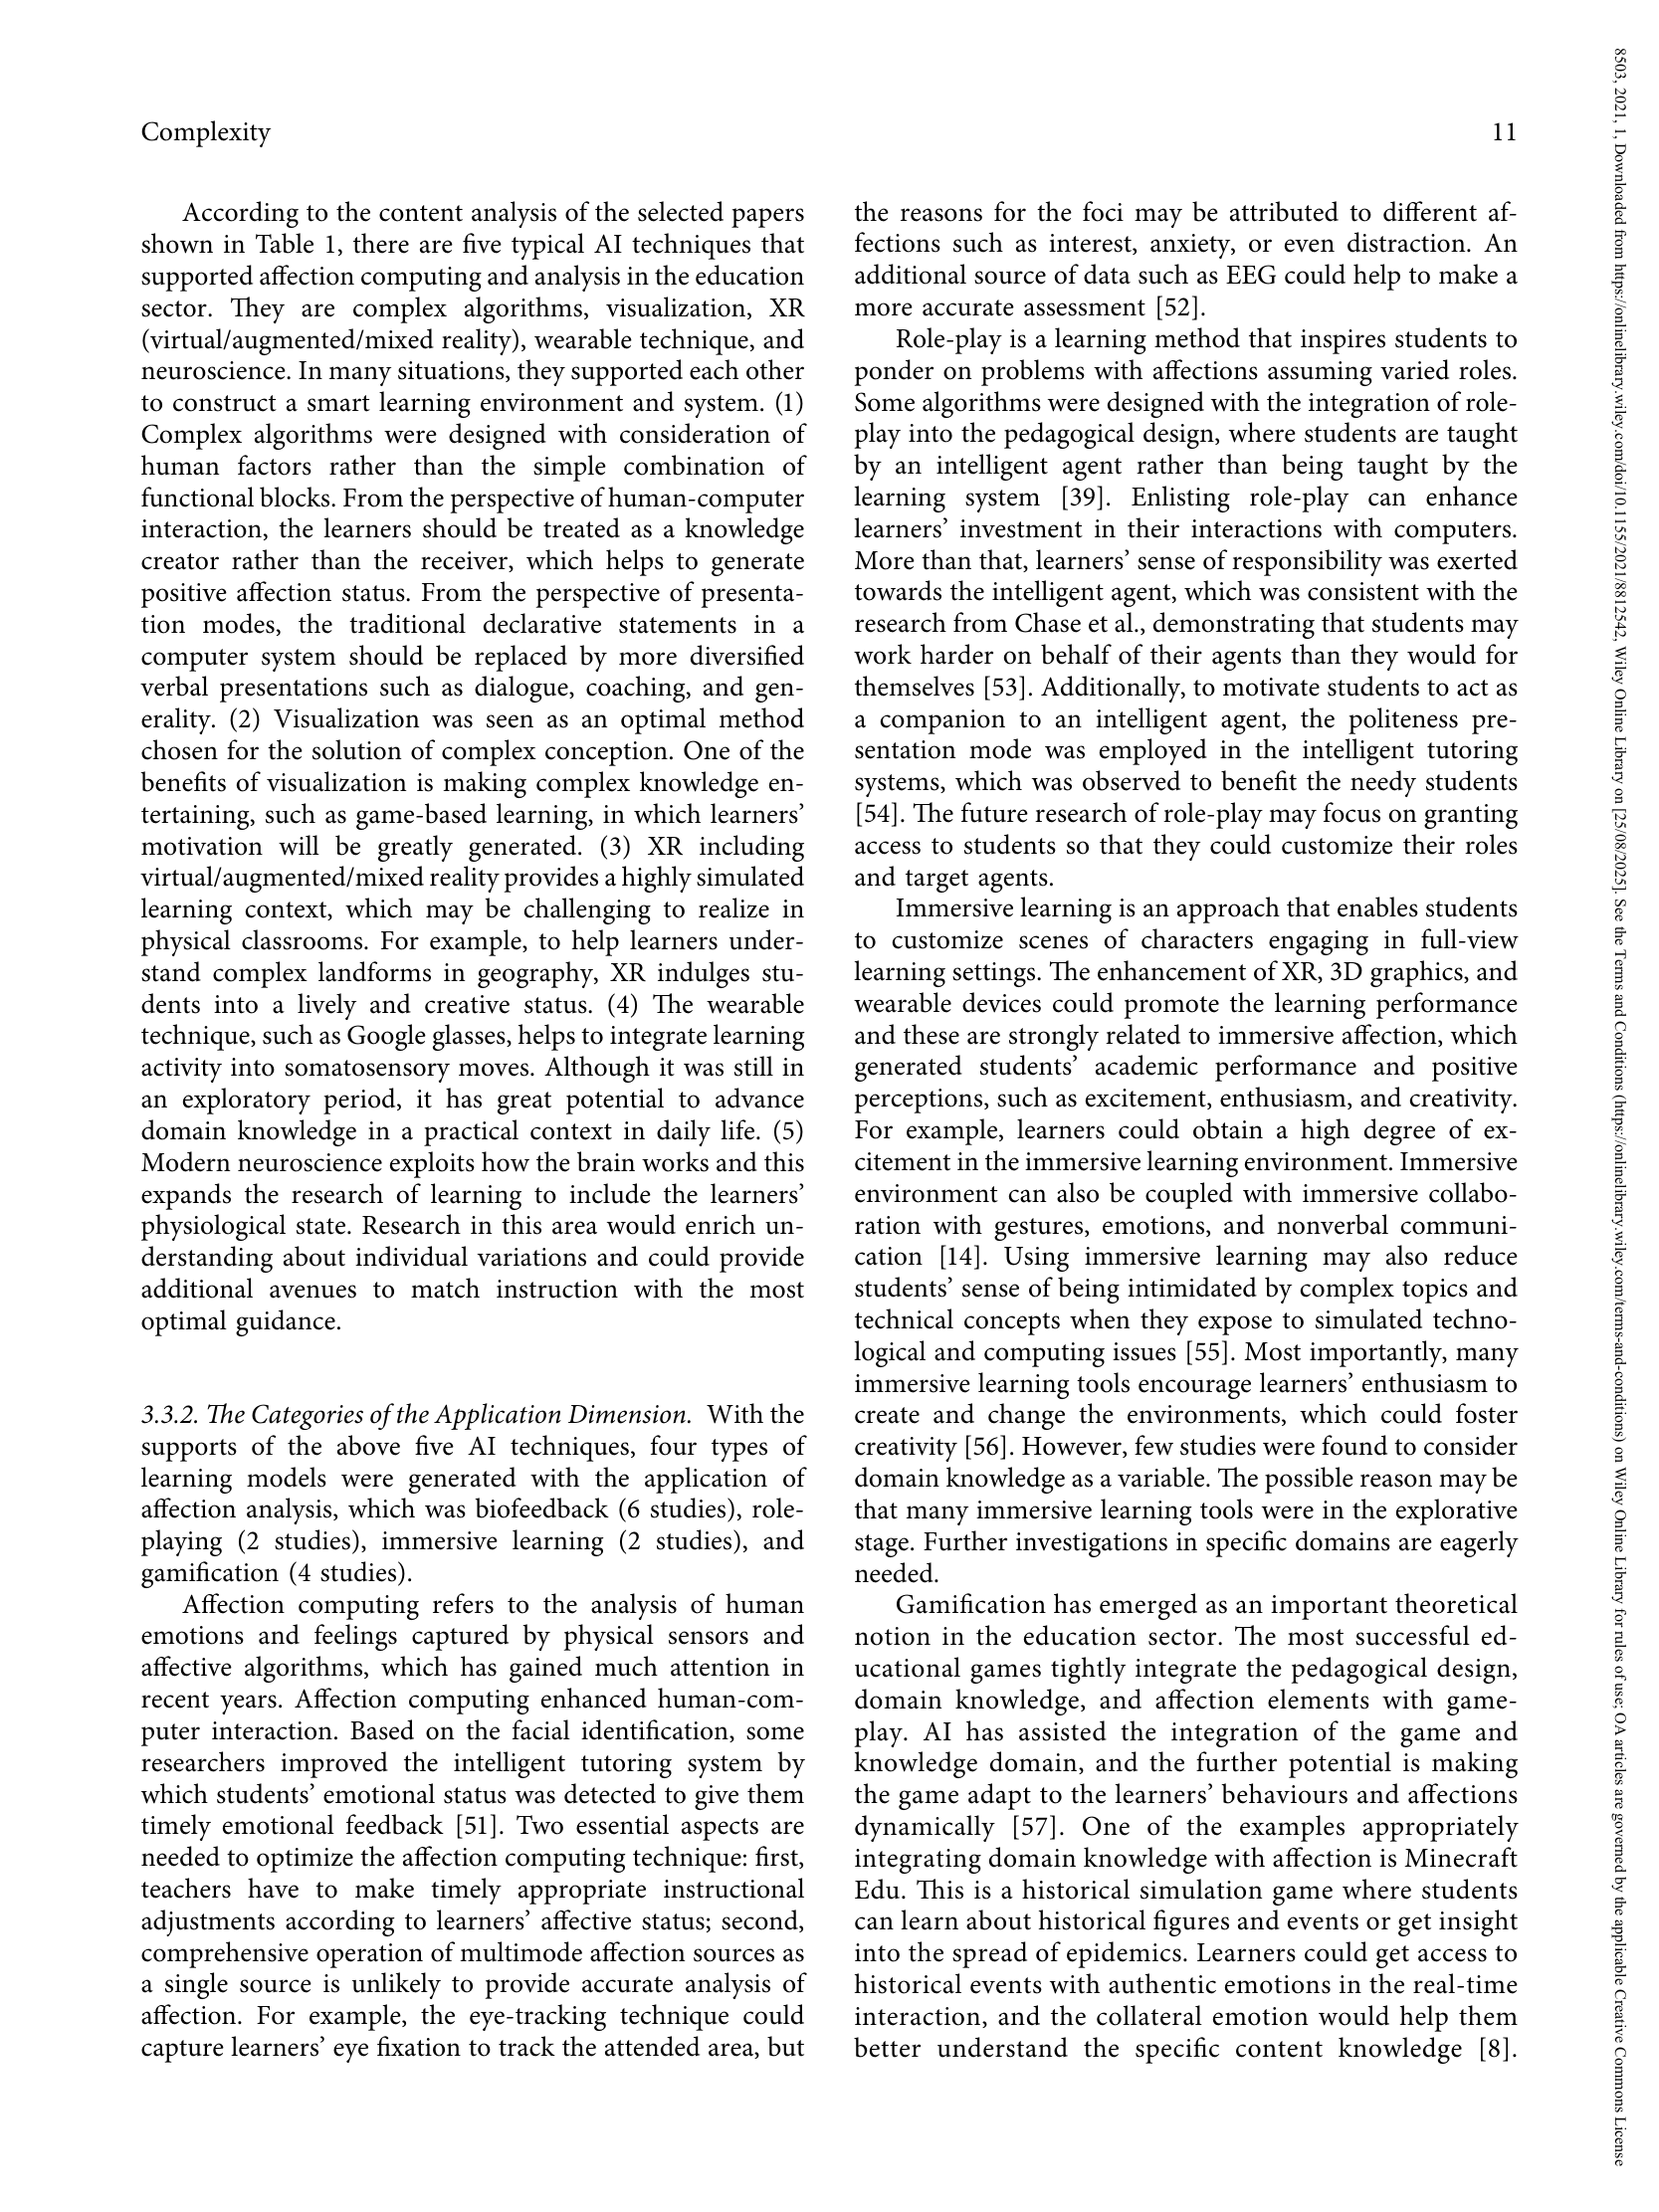 Complexity
11
According to the content analysis of the selected papers
shown in Table 1, there are five typical AI techniques that
supported affection computing and analysis in the education
sector. They are complex algorithms, visualization, XR
(virtual/augmented/mixed reality), wearable technique, and
neuroscience. In many situations, they supported each other
to construct a smart learning environment and system. (1)
Complex algorithms were designed with consideration of
human factors rather than the simple combination of
functional blocks. From the perspective of human-computer
interaction, the learners should be treated as a knowledge
creator rather than the receiver, which helps to generate
positive affection status. From the perspective of presenta-
tion modes, the traditional declarative statements in a
computer system should be replaced by more diversified
verbal presentations such as dialogue, coaching, and gen-
erality. (2) Visualization was seen as an optimal method
chosen for the solution of complex conception. One of the
benefits of visualization is making complex knowledge en-
tertaining, such as game-based learning, in which learners’
motivation will be greatly generated. (3) XR including
virtual/augmented/mixed reality provides a highly simulated
learning context, which may be challenging to realize in
physical classrooms. For example, to help learners under-
stand complex landforms in geography, XR indulges stu-
dents into a lively and creative status. (4) The wearable
technique, such as Google glasses, helps to integrate learning
activity into somatosensory moves. Although it was still in
an exploratory period, it has great potential to advance
domain knowledge in a practical context in daily life. (5)
Modern neuroscience exploits how the brain works and this
expands the research of learning to include the learners’
physiological state. Research in this area would enrich un-
derstanding about individual variations and could provide
additional avenues to match instruction with the most
optimal guidance.
3.3.2. The Categories of the Application Dimension. With the
supports of the above five AI techniques, four types of
learning models were generated with the application of
affection analysis, which was biofeedback (6 studies), role-
playing (2 studies), immersive learning (2 studies), and
gamification (4 studies).
Affection computing refers to the analysis of human
emotions and feelings captured by physical sensors and
affective algorithms, which has gained much attention in
recent years. Affection computing enhanced human-com-
puter interaction. Based on the facial identification, some
researchers improved the intelligent tutoring system by
which students’ emotional status was detected to give them
timely emotional feedback [51]. Two essential aspects are
needed to optimize the affection computing technique: first,
teachers have to make timely appropriate instructional
adjustments according to learners’ affective status; second,
comprehensive operation of multimode affection sources as
a single source is unlikely to provide accurate analysis of
affection. For example, the eye-tracking technique could
capture learners’ eye fixation to track the attended area, but
the reasons for the foci may be attributed to different af-
fections such as interest, anxiety, or even distraction. An
additional source of data such as EEG could help to make a
more accurate assessment [52].
Role-play is a learning method that inspires students to
ponder on problems with affections assuming varied roles.
Some algorithms were designed with the integration of role-
play into the pedagogical design, where students are taught
by an intelligent agent rather than being taught by the
learning system [39]. Enlisting role-play can enhance
learners’ investment in their interactions with computers.
More than that, learners’ sense of responsibility was exerted
towards the intelligent agent, which was consistent with the
research from Chase et al., demonstrating that students may
work harder on behalf of their agents than they would for
themselves [53]. Additionally, to motivate students to act as
a companion to an intelligent agent, the politeness pre-
sentation mode was employed in the intelligent tutoring
systems, which was observed to benefit the needy students
[54]. The future research of role-play may focus on granting
access to students so that they could customize their roles
and target agents.
Immersive learning is an approach that enables students
to customize scenes of characters engaging in full-view
learning settings. The enhancement of XR, 3D graphics, and
wearable devices could promote the learning performance
and these are strongly related to immersive affection, which
generated students’ academic performance and positive
perceptions, such as excitement, enthusiasm, and creativity.
For example, learners could obtain a high degree of ex-
citement in the immersive learning environment. Immersive
environment can also be coupled with immersive collabo-
ration with gestures, emotions, and nonverbal communi-
cation [14]. Using immersive learning may also reduce
students’ sense of being intimidated by complex topics and
technical concepts when they expose to simulated techno-
logical and computing issues [55]. Most importantly, many
immersive learning tools encourage learners’ enthusiasm to
create and change the environments, which could foster
creativity [56]. However, few studies were found to consider
domain knowledge as a variable. The possible reason may be
that many immersive learning tools were in the explorative
stage. Further investigations in specific domains are eagerly
needed.
Gamification has emerged as an important theoretical
notion in the education sector. The most successful ed-
ucational games tightly integrate the pedagogical design,
domain knowledge, and affection elements with game-
play. AI has assisted the integration of the game and
knowledge domain, and the further potential is making
the game adapt to the learners’ behaviours and affections
dynamically [57]. One of the examples appropriately
integrating domain knowledge with affection is Minecraft
Edu. This is a historical simulation game where students
can learn about historical figures and events or get insight
into the spread of epidemics. Learners could get access to
historical events with authentic emotions in the real-time
interaction, and the collateral emotion would help them
better understand the specific content knowledge [8].
8503, 2021, 1, Downloaded from https://onlinelibrary.wiley.com/doi/10.1155/2021/8812542, Wiley Online Library on [25/08/2025]. See the Terms and Conditions (https://onlinelibrary.wiley.com/terms-and-conditions) on Wiley Online Library for rules of use; OA articles are governed by the applicable Creative Commons License